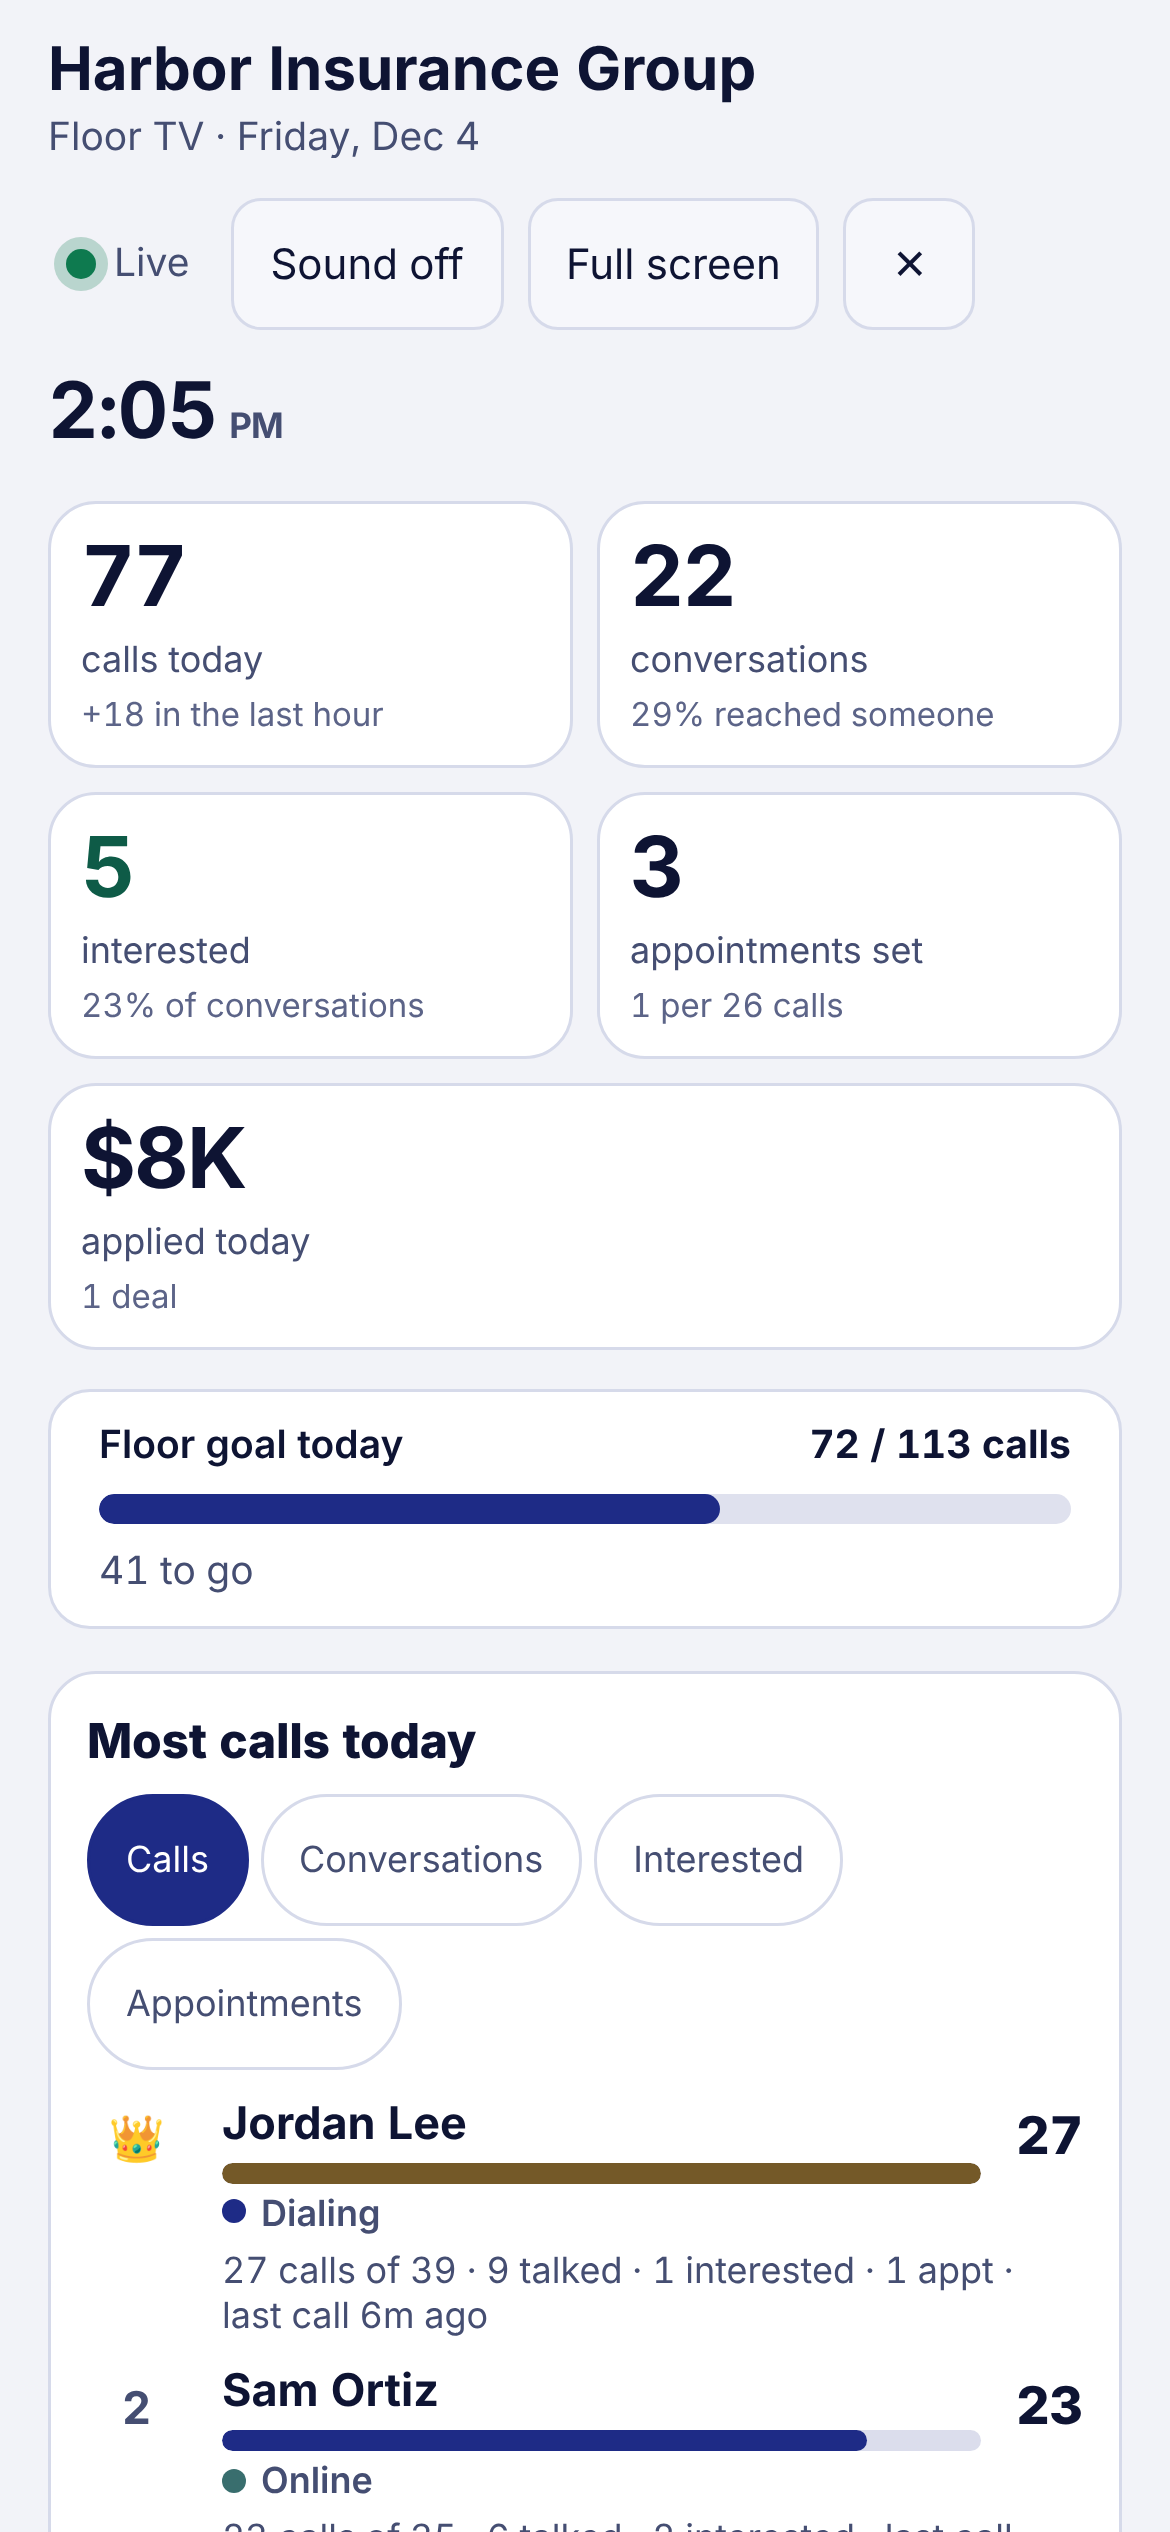 Harbor Insurance Group
Floor TV · Friday, Dec 4
Live
Sound off
Full screen
✕
2:05 PM
77
calls today
+18 in the last hour
22
conversations
29% reached someone
5
interested
23% of conversations
3
appointments set
1 per 26 calls
$8K
applied today
1 deal
Floor goal today
72 / 113 calls
41 to go
Most calls today
Calls
Conversations
Interested
Appointments
Jordan Lee
27
Dialing
27 calls of 39 · 9 talked · 1 interested · 1 appt ·
last call 6m ago
2
Sam Ortiz
23
Online